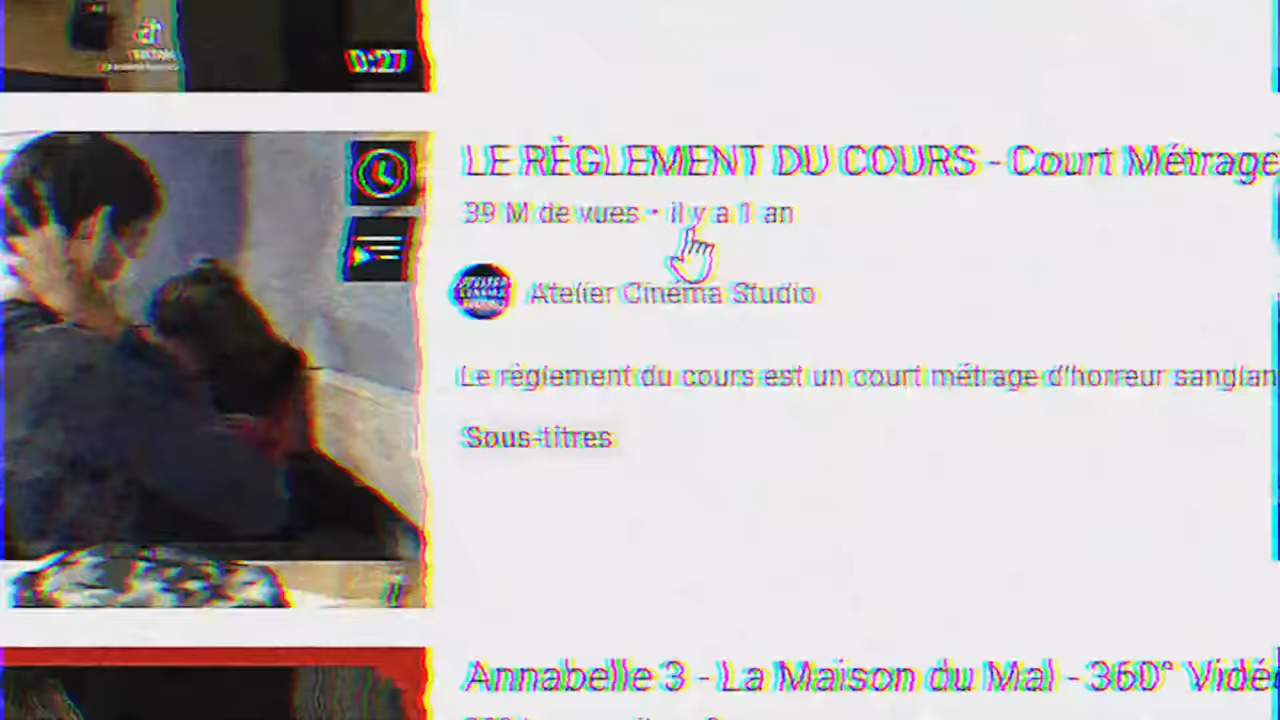 0:27
LE RÈGLEMENT DU COURS - Court Métrage
39 M de vues • il y a 1 an
Atelier Cinéma Studio
Le règlement du cours est un court métrage d'horreur sanglan
Sous-titres
Annabelle 3 - La Maison du Mal - 360° Vidé